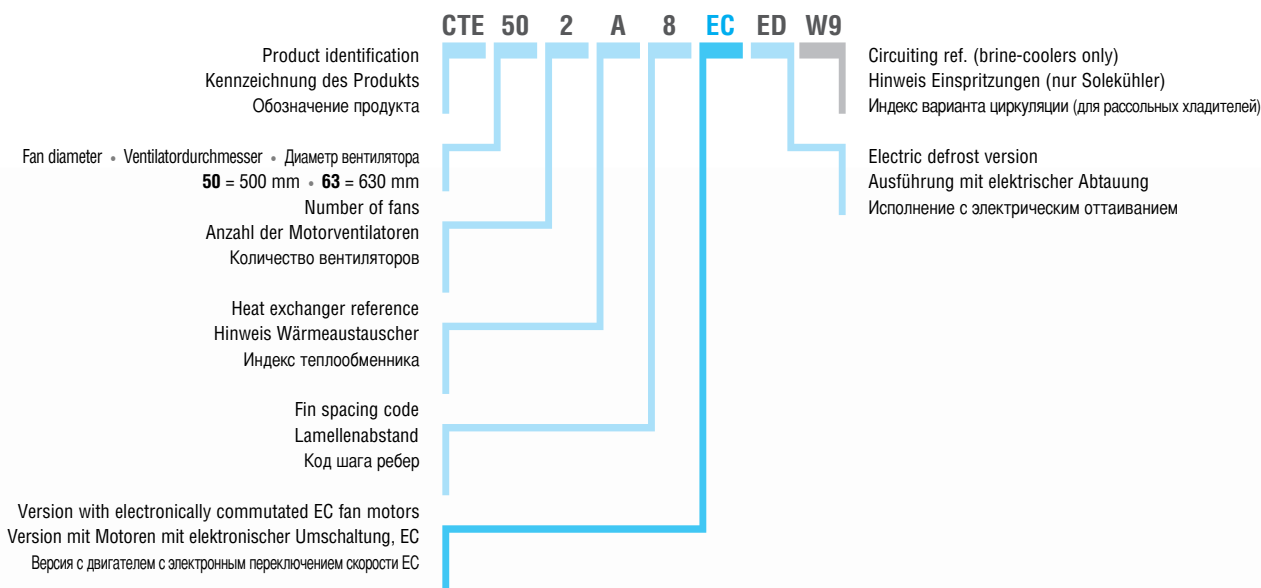 CTE 50 2 A 8 EC ED W9
Product identification
Kennzeichnung des Produkts
Обозначение продукта
Fan diameter • Ventilatordurchmesser • Диаметр вентилятора
50 = 500 mm • 63 = 630 mm
Number of fans
Anzahl der Motorventilatoren
Количество вентиляторов
Heat exchanger reference
Hinweis Wärmeaustauscher
Индекс теплообменника
Fin spacing code
Lamellenabstand
Код шага ребер
Version with electronically commutated EC fan motors
Version mit Motoren mit elektronischer Umschaltung, EC
Версия с двигателем с электронным переключением скорости EC
Circuiting ref. (brine-coolers only)
Hinweis Einspritzungen (nur Solekühler)
Индекс варианта циркуляции (для рассольных хладителей)
Electric defrost version
Ausführung mit elektrischer Abtauung
Исполнение с электрическим оттаиванием